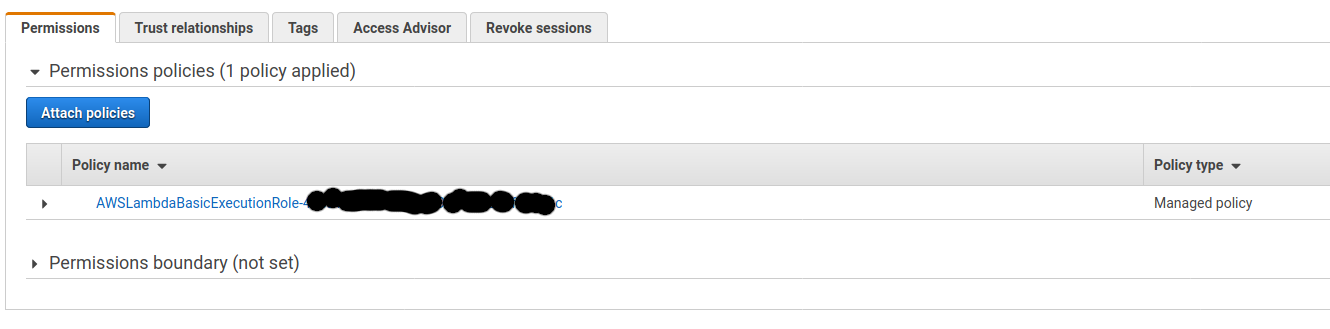 Permissions Trust relationships Tags Access Advisor Revoke sessions
Permissions policies (1 policy applied)
Attach policies
Policy name Policy type
AWSLambdaBasicExecutionRole-4 c Managed policy
Permissions boundary (not set)